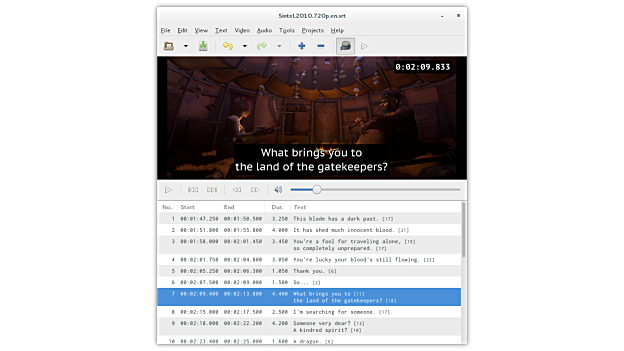 Sintel.2010.720p.en.srt
File Edit View Text Video Audio Tools Projects Help
0:02:09.833
What brings you to
the land of the gatekeepers?
No. Start End Dur. Text
1 00:01:47.250 00:01:50.500 3.250 This blade has a dark past. [17]
2 00:01:51.800 00:01:55.800 4.000 It has shed much innocent blood. [21]
3 00:01:58.000 00:02:01.450 3.450 You're a fool for traveling alone, [19]
so completely unprepared. [17]
4 00:02:01.750 00:02:04.800 3.050 You're lucky your blood's still flowing. [23]
5 00:02:05.250 00:02:06.300 1.050 Thank you. [6]
6 00:02:07.500 00:02:09.000 1.500 So... [2]
7 00:02:09.400 00:02:13.800 4.400 What brings you to [11]
the land of the gatekeepers? [18]
8 00:02:15.000 00:02:17.500 2.500 I'm searching for someone. [17]
9 00:02:18.000 00:02:22.200 4.200 Someone very dear? [13]
A kindred spirit? [10]
10 00:02:23.400 00:02:25.000 1.600 A dragon. [6]